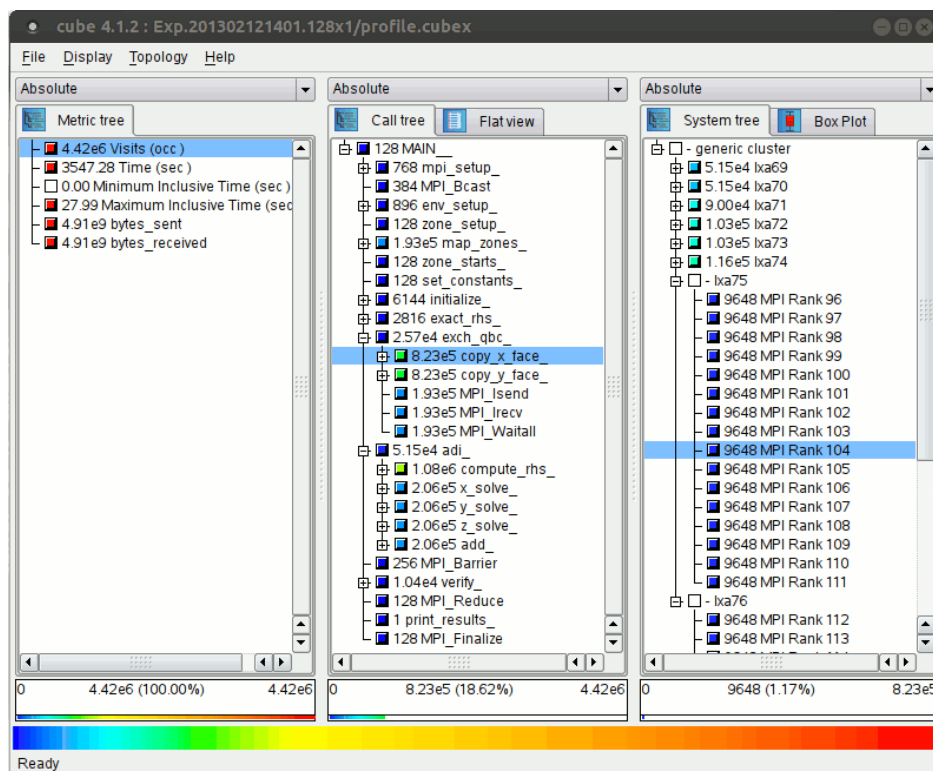 cube 4.1.2 : Exp.201302121401.128x1/profile.cubex
File Display Topology Help
Absolute
Metric tree
4.42e6 Visits (occ )
3547.28 Time (sec )
0.00 Minimum Inclusive Time (sec )
27.99 Maximum Inclusive Time (sec
4.91e9 bytes_sent
4.91e9 bytes_received
0 4.42e6 (100.00%) 4.42e6
Absolute
Call tree Flat view
128 MAIN__
768 mpi_setup_
384 MPI_Bcast
896 env_setup_
128 zone_setup_
1.93e5 map_zones_
128 zone_starts_
128 set_constants_
6144 initialize_
2816 exact_rhs_
2.57e4 exch_qbc_
8.23e5 copy_x_face_
8.23e5 copy_y_face_
1.93e5 MPI_Isend
1.93e5 MPI_Irecv
1.93e5 MPI_Waitall
5.15e4 adi_
1.08e6 compute_rhs_
2.06e5 x_solve_
2.06e5 y_solve_
2.06e5 z_solve_
2.06e5 add_
256 MPI_Barrier
1.04e4 verify_
128 MPI_Reduce
1 print_results_
128 MPI_Finalize
0 8.23e5 (18.62%) 4.42e6
Absolute
System tree Box Plot
- generic cluster
5.15e4 lxa69
5.15e4 lxa70
9.00e4 lxa71
1.03e5 lxa72
1.03e5 lxa73
1.16e5 lxa74
- lxa75
9648 MPI Rank 96
9648 MPI Rank 97
9648 MPI Rank 98
9648 MPI Rank 99
9648 MPI Rank 100
9648 MPI Rank 101
9648 MPI Rank 102
9648 MPI Rank 103
9648 MPI Rank 104
9648 MPI Rank 105
9648 MPI Rank 106
9648 MPI Rank 107
9648 MPI Rank 108
9648 MPI Rank 109
9648 MPI Rank 110
9648 MPI Rank 111
- lxa76
9648 MPI Rank 112
9648 MPI Rank 113
0 9648 (1.17%) 8.23e5
Ready